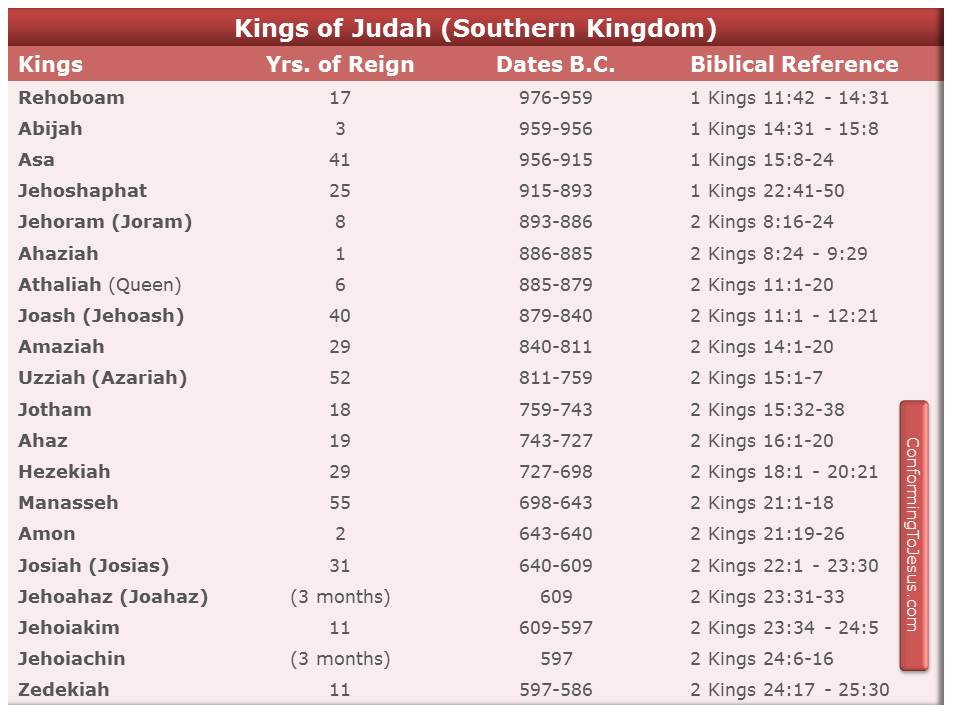 Kings of Judah (Southern Kingdom)
Kings Yrs. of Reign Dates B.C. Biblical Reference
Rehoboam 17 976-959 1 Kings 11:42 - 14:31
Abijah 3 959-956 1 Kings 14:31 - 15:8
Asa 41 956-915 1 Kings 15:8-24
Jehoshaphat 25 915-893 1 Kings 22:41-50
Jehoram (Joram) 8 893-886 2 Kings 8:16-24
Ahaziah 1 886-885 2 Kings 8:24 - 9:29
Athaliah (Queen) 6 885-879 2 Kings 11:1-20
Joash (Jehoash) 40 879-840 2 Kings 11:1 - 12:21
Amaziah 29 840-811 2 Kings 14:1-20
Uzziah (Azariah) 52 811-759 2 Kings 15:1-7
Jotham 18 759-743 2 Kings 15:32-38
Ahaz 19 743-727 2 Kings 16:1-20
Hezekiah 29 727-698 2 Kings 18:1 - 20:21
Manasseh 55 698-643 2 Kings 21:1-18
Amon 2 643-640 2 Kings 21:19-26
Josiah (Josias) 31 640-609 2 Kings 22:1 - 23:30
Jehoahaz (Joahaz) (3 months) 609 2 Kings 23:31-33
Jehoiakim 11 609-597 2 Kings 23:34 - 24:5
Jehoiachin (3 months) 597 2 Kings 24:6-16
Zedekiah 11 597-586 2 Kings 24:17 - 25:30
ConformingToJesus.com